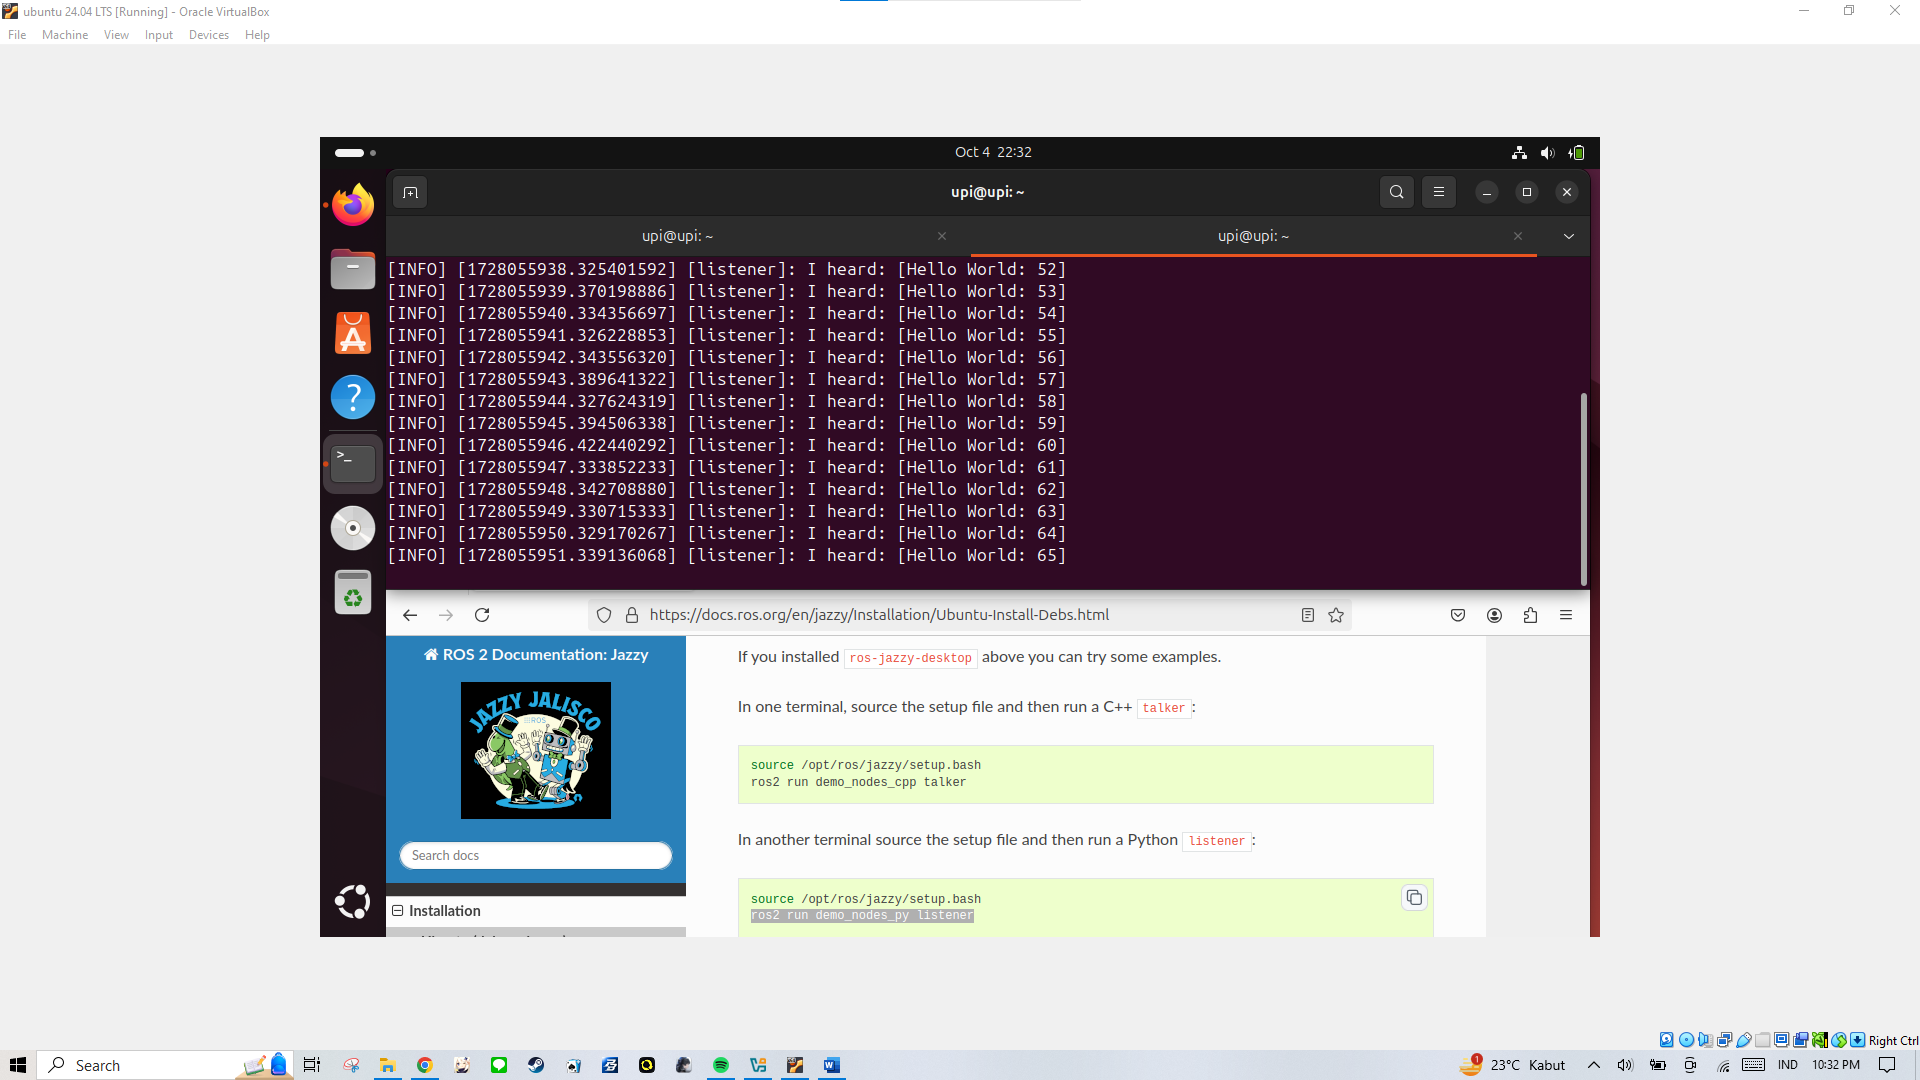 ubuntu 24.04 LTS [Running] - Oracle VirtualBox
File Machine View Input Devices Help
Oct 4 22:32
upi@upi: ~
upi@upi: ~
upi@upi: ~
[INFO] [1728055938.325401592] [listener]: I heard: [Hello World: 52]
[INFO] [1728055939.370198886] [listener]: I heard: [Hello World: 53]
[INFO] [1728055940.334356697] [listener]: I heard: [Hello World: 54]
[INFO] [1728055941.326228853] [listener]: I heard: [Hello World: 55]
[INFO] [1728055942.343556320] [listener]: I heard: [Hello World: 56]
[INFO] [1728055943.389641322] [listener]: I heard: [Hello World: 57]
[INFO] [1728055944.327624319] [listener]: I heard: [Hello World: 58]
[INFO] [1728055945.394506338] [listener]: I heard: [Hello World: 59]
[INFO] [1728055946.422440292] [listener]: I heard: [Hello World: 60]
[INFO] [1728055947.333852233] [listener]: I heard: [Hello World: 61]
[INFO] [1728055948.342708880] [listener]: I heard: [Hello World: 62]
[INFO] [1728055949.330715333] [listener]: I heard: [Hello World: 63]
[INFO] [1728055950.329170267] [listener]: I heard: [Hello World: 64]
[INFO] [1728055951.339136068] [listener]: I heard: [Hello World: 65]
https://docs.ros.org/en/jazzy/Installation/Ubuntu-Install-Debs.html
ROS 2 Documentation: Jazzy
JAZZY JALISCO
ROS
Search docs
Installation
If you installed ros-jazzy-desktop above you can try some examples.
In one terminal, source the setup file and then run a C++ talker:
source /opt/ros/jazzy/setup.bash
ros2 run demo_nodes_cpp talker
In another terminal source the setup file and then run a Python listener:
source /opt/ros/jazzy/setup.bash
ros2 run demo_nodes_py listener
Right Ctrl
Search
1
23°C Kabut
IND
10:32 PM